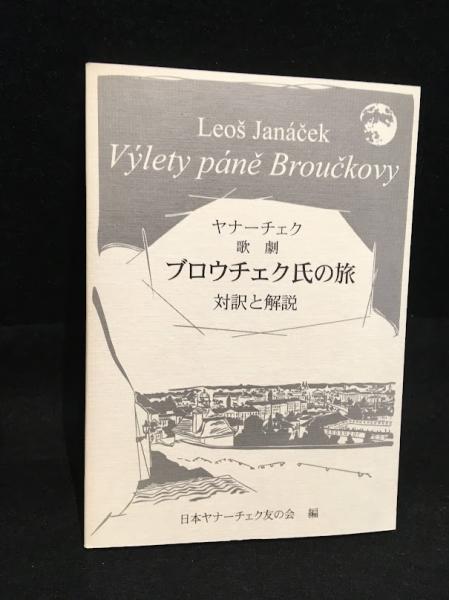 Leoš Janáček
Výlety páně Broučkovy
ヤナーチェク
歌 劇
ブロウチェク氏の旅
対訳と解説
日本ヤナーチェク友の会 編